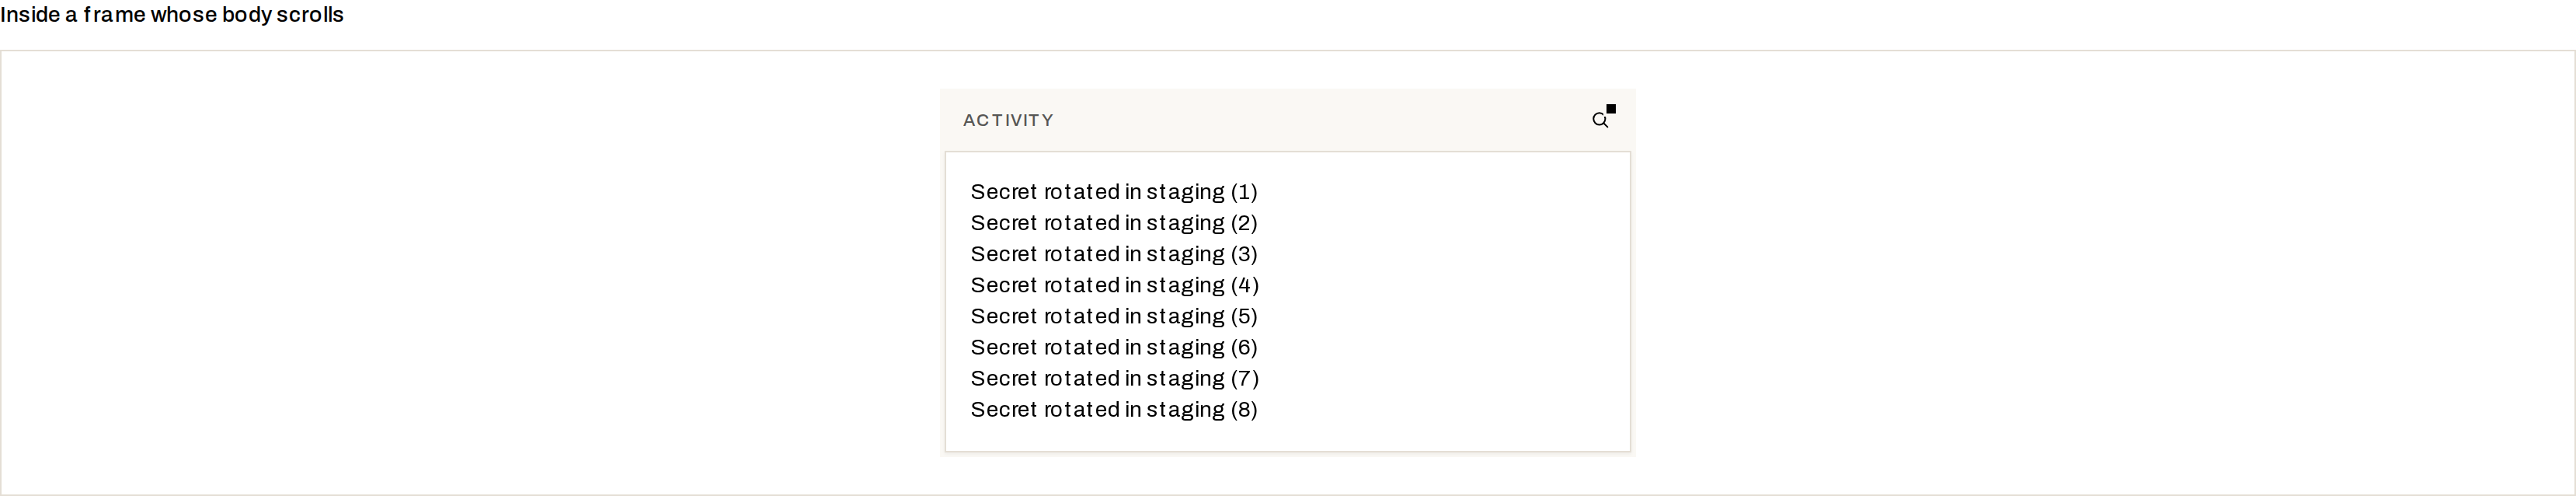 Inside a frame whose body scrolls
ACTIVITY
Secret rotated in staging (1)
Secret rotated in staging (2)
Secret rotated in staging (3)
Secret rotated in staging (4)
Secret rotated in staging (5)
Secret rotated in staging (6)
Secret rotated in staging (7)
Secret rotated in staging (8)